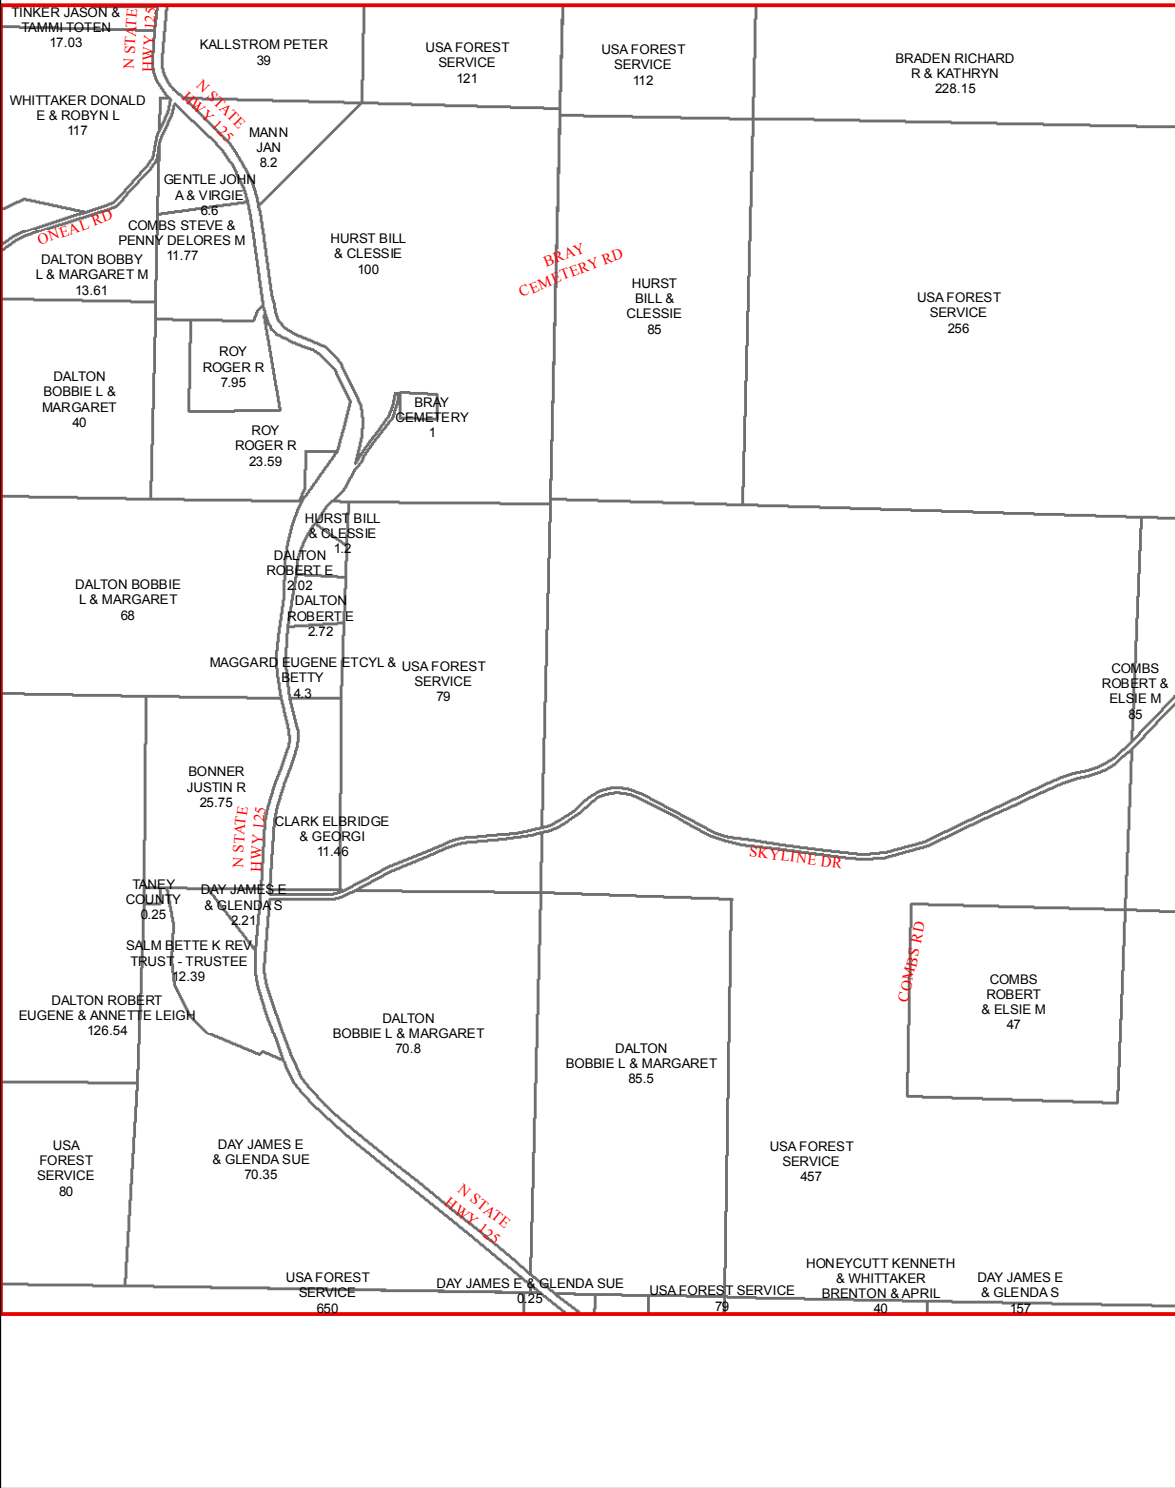 TINKER JASON &
TAMMI TOTEN
17.03
N STATE
HWY 125
KALLSTROM PETER
39
USA FOREST
SERVICE
121
USA FOREST
SERVICE
112
BRADEN RICHARD
R & KATHRYN
228.15
WHITTAKER DONALD
E & ROBYN L
117
N STATE
HWY 125
MANN
JAN
8.2
GENTLE JOHN
A & VIRGIE
6.6
ONEAL RD
COMBS STEVE &
PENNY DELORES M
11.77
DALTON BOBBY
L & MARGARET M
13.61
HURST BILL
& CLESSIE
100
BRAY
CEMETERY RD
HURST
BILL &
CLESSIE
85
USA FOREST
SERVICE
256
ROY
ROGER R
7.95
DALTON
BOBBIE L &
MARGARET
40
BRAY
CEMETERY
1
ROY
ROGER R
23.59
HURST BILL
& CLESSIE
1.2
DALTON
ROBERT E
2.02
DALTON
ROBERT E
2.72
DALTON BOBBIE
L & MARGARET
68
MAGGARD EUGENE ETCYL &
BETTY
4.3
USA FOREST
SERVICE
79
COMBS
ROBERT &
ELSIE M
85
BONNER
JUSTIN R
25.75
N STATE
HWY 125
CLARK ELBRIDGE
& GEORGI
11.46
SKYLINE DR
TANEY
COUNTY
0.25
DAY JAMES E
& GLENDA S
2.21
SALM BETTE K REV
TRUST - TRUSTEE
12.39
COMBS RD
COMBS
ROBERT
& ELSIE M
47
DALTON ROBERT
EUGENE & ANNETTE LEIGH
126.54
DALTON
BOBBIE L & MARGARET
70.8
DALTON
BOBBIE L & MARGARET
85.5
USA
FOREST
SERVICE
80
DAY JAMES E
& GLENDA SUE
70.35
USA FOREST
SERVICE
457
N STATE
HWY 125
USA FOREST
SERVICE
650
DAY JAMES E & GLENDA SUE
0.25
USA FOREST SERVICE
79
HONEYCUTT KENNETH
& WHITTAKER
BRENTON & APRIL
40
DAY JAMES E
& GLENDA S
157